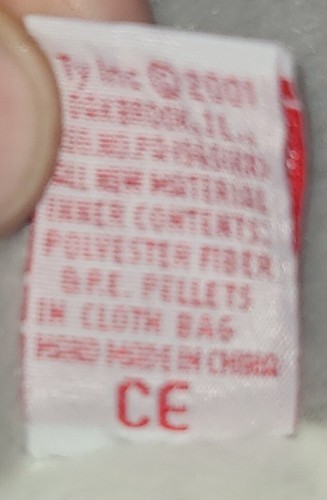 Ty Inc © 2001
OAKBROOK, IL.,
ALL NEW MATERIAL
INNER CONTENTS:
POLYESTER FIBER
&P.E. PELLETS
IN CLOTH BAG
HAND MADE IN CHINA
CE